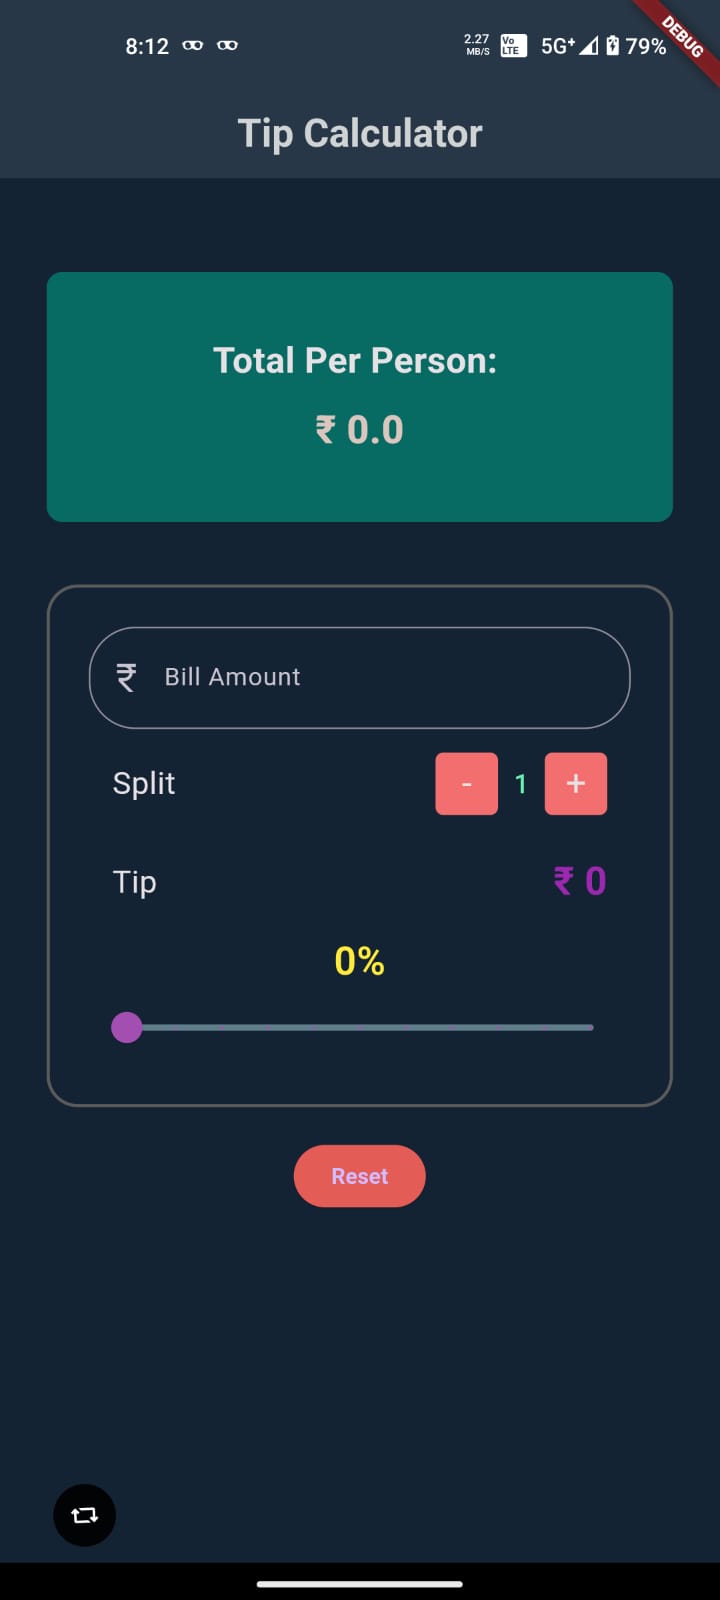 8:12 2.27 MB/S Vo LTE 5G+ 79%
DEBUG
Tip Calculator
Total Per Person:
₹ 0.0
₹ Bill Amount
Split - 1 +
Tip ₹ 0
0%
Reset